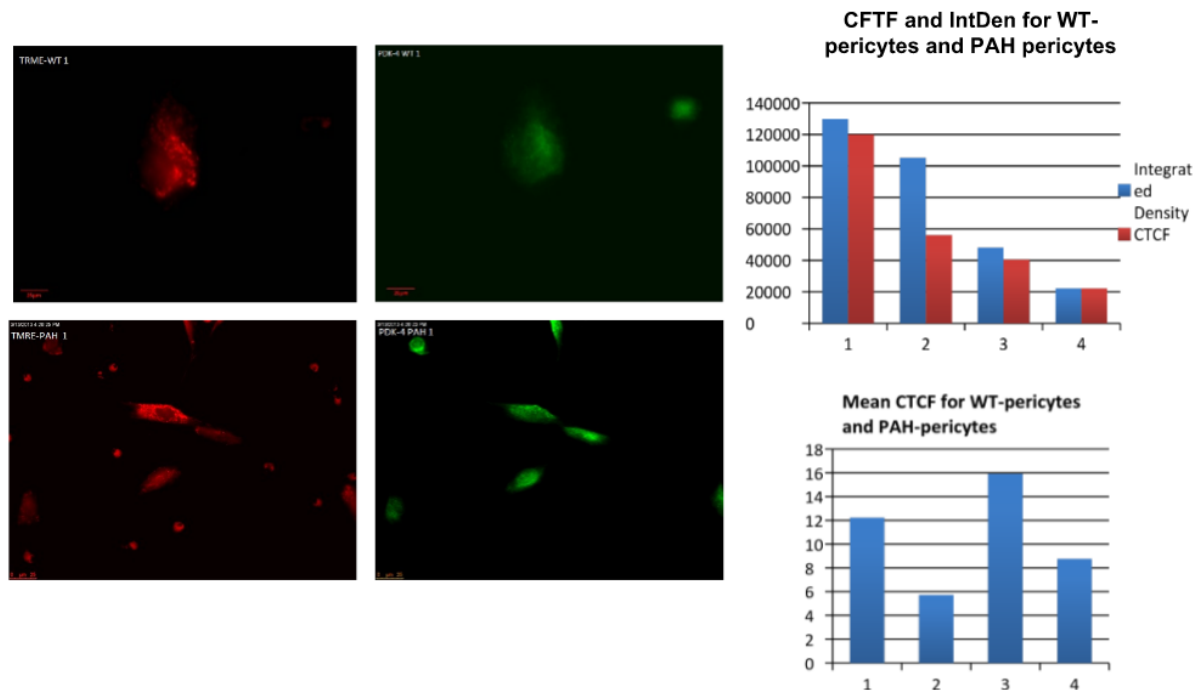 CFTF and IntDen for WT-
pericytes and PAH pericytes
TRME-WT 1
PDK-4 WT 1
140000
120000
100000
80000
60000
40000
20000
0
1 2 3 4
Integrat
ed
Density
CTCF
TMRE-PAH 1
PDK-4 PAH 1
Mean CTCF for WT-pericytes
and PAH-pericytes
18
16
14
12
10
8
6
4
2
0
1 2 3 4